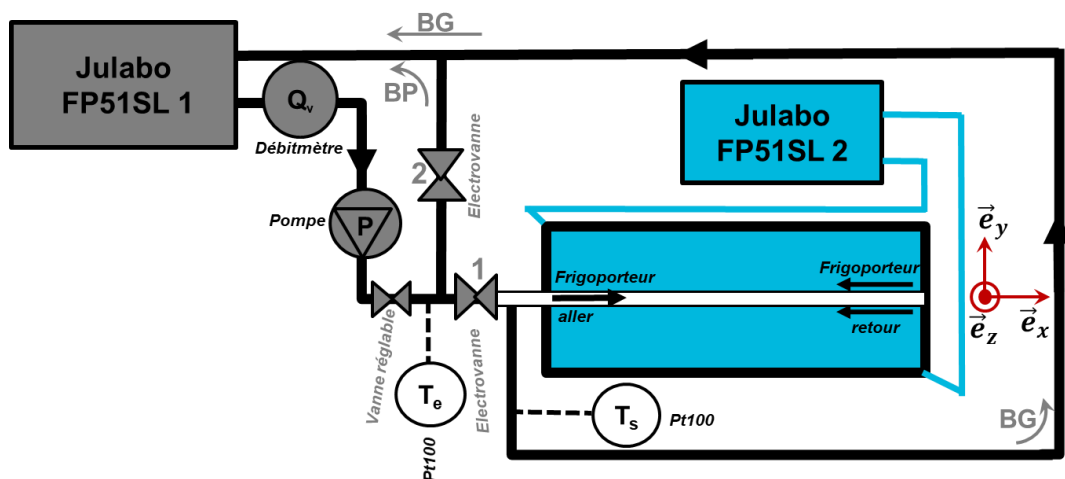 Julabo
FP51SL 1
BG
BP
Qv
Débitmètre
2
Electrovanne
Julabo
FP51SL 2
Pompe
P
1
Vanne réglable
Electrovanne
Frigoporteur
aller
Frigoporteur
retour
e⃗y
e⃗z
e⃗x
Te
Pt100
Ts
Pt100
BG